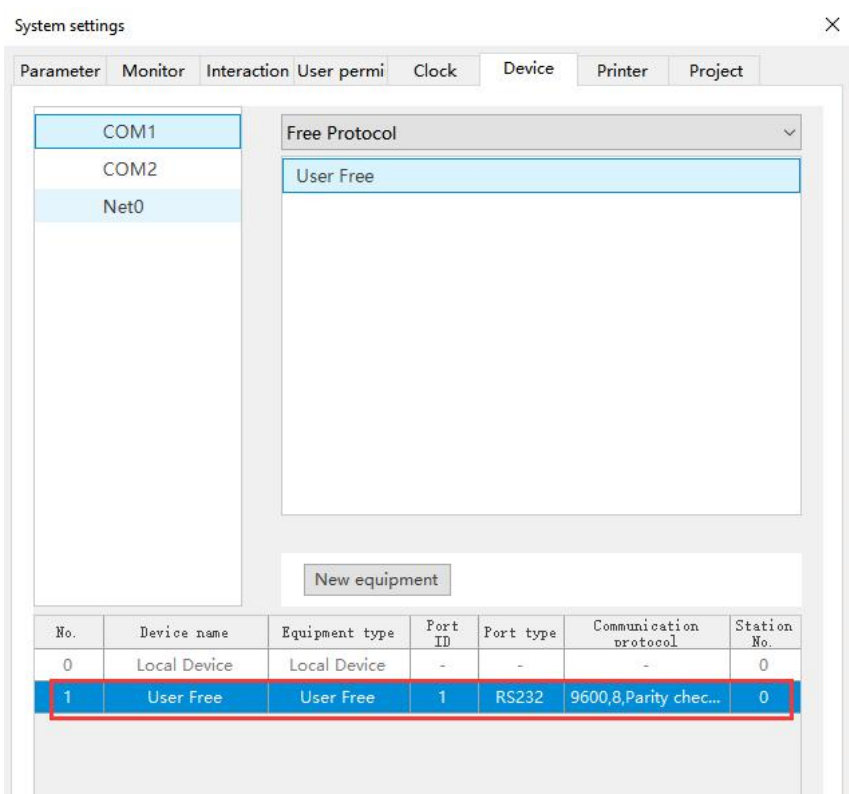 System settings
Parameter Monitor Interaction User permi Clock Device Printer Project
COM1
COM2
Net0
Free Protocol
User Free
New equipment
No. Device name Equipment type Port ID Port type Communication protocol Station No.
0 Local Device Local Device - - - 0
1 User Free User Free 1 RS232 9600,8,Parity chec... 0